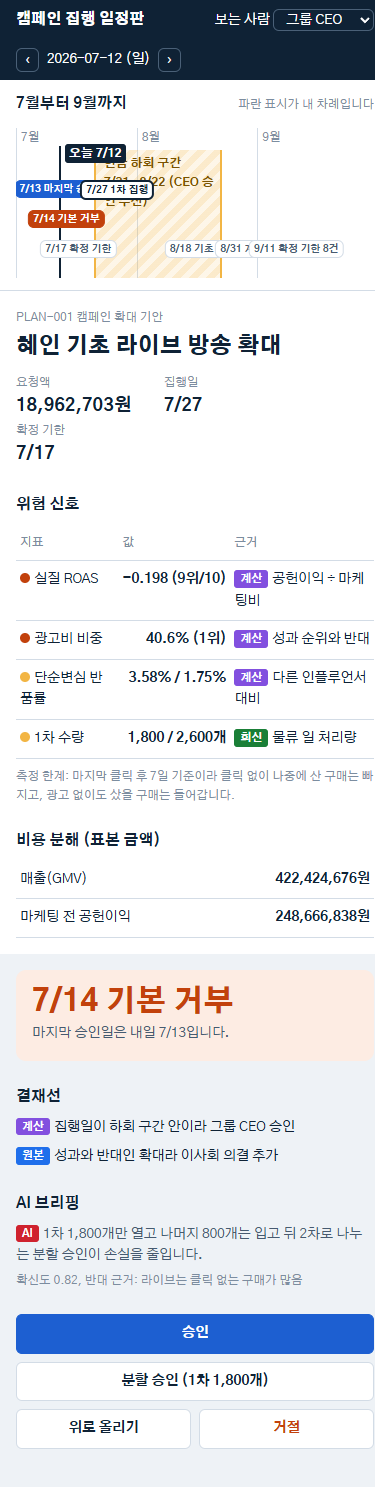 캠페인 집행 일정판
보는 사람 그룹 CEO
‹ 2026-07-12 (일) ›
7월부터 9월까지
파란 표시가 내 차례입니다
7월 8월 9월
오늘 7/12
하회 구간
(CEO 승
7/13 마지막
7/27 1차 집행
7/14 기본 거부
7/17 확정 기한
8/18 기초
8/31
9/11 확정 기한 8건
PLAN-001 캠페인 확대 기안
혜인 기초 라이브 방송 확대
요청액 집행일
18,962,703원 7/27
확정 기한
7/17
위험 신호
지표 값 근거
실질 ROAS -0.198 (9위/10) 계산 공헌이익 ÷ 마케
팅비
광고비 비중 40.6% (1위) 계산 성과 순위와 반대
단순변심 반 3.58% / 1.75% 계산 다른 인플루언서
품률 대비
1차 수량 1,800 / 2,600개 회신 물류 일 처리량
측정 한계: 마지막 클릭 후 7일 기준이라 클릭 없이 나중에 산 구매는 빠
지고, 광고 없이도 샀을 구매는 들어갑니다.
비용 분해 (표본 금액)
매출(GMV) 422,424,676원
마케팅 전 공헌이익 248,666,838원
7/14 기본 거부
마지막 승인일은 내일 7/13입니다.
결재선
계산 집행일이 하회 구간 안이라 그룹 CEO 승인
원본 성과와 반대인 확대라 이사회 의결 추가
AI 브리핑
AI 1차 1,800개만 열고 나머지 800개는 입고 뒤 2차로 나누
는 분할 승인이 손실을 줄입니다.
확신도 0.82, 반대 근거: 라이브는 클릭 없는 구매가 많음
승인
분할 승인 (1차 1,800개)
위로 올리기 거절